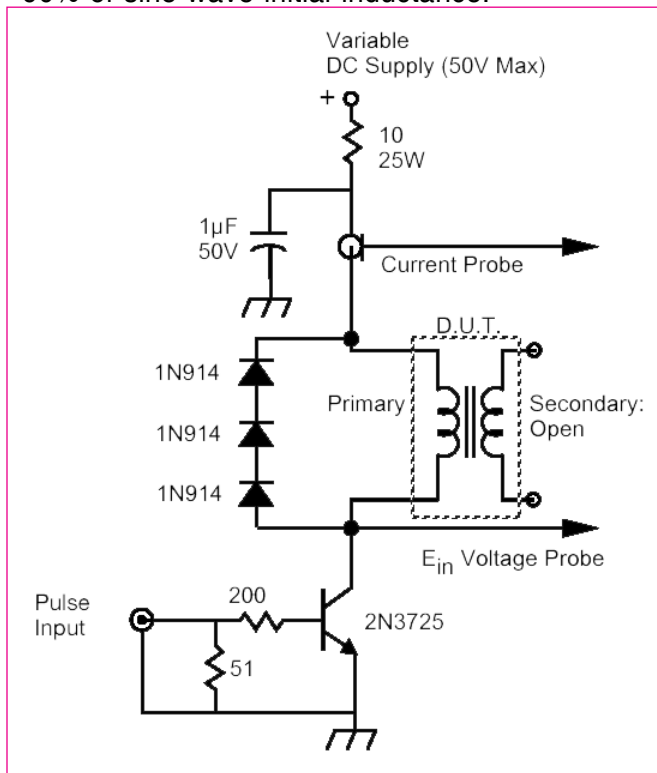 Variable
DC Supply (50V Max)
+
10
25W
1µF
50V
Current Probe
D.U.T.
1N914
Primary
Secondary:
Open
1N914
1N914
E_in Voltage Probe
Pulse
Input
200
2N3725
51